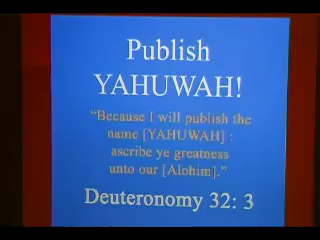 Publish
YAHUWAH!
“Because I will publish the
name [YAHUWAH] :
ascribe ye greatness
unto our [Alohim].”
Deuteronomy 32: 3